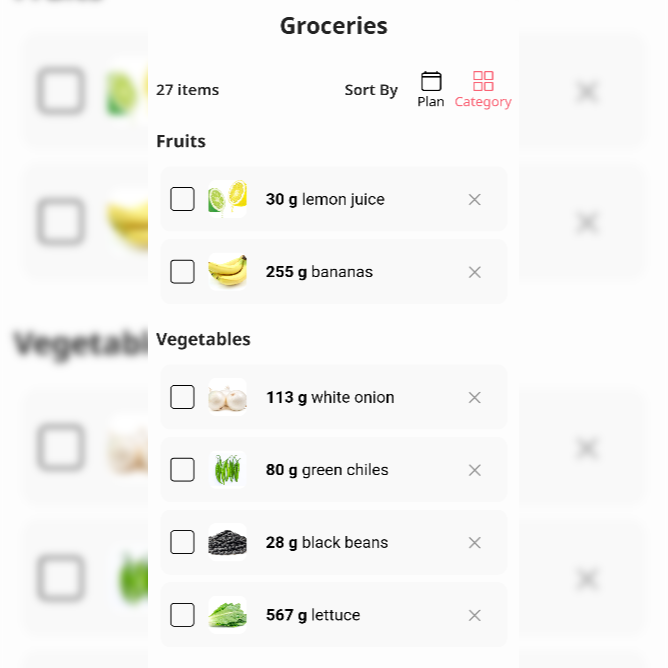 Groceries
27 items
Sort By
Plan
Category
Fruits
30 g lemon juice
255 g bananas
Vegetables
113 g white onion
80 g green chiles
28 g black beans
567 g lettuce